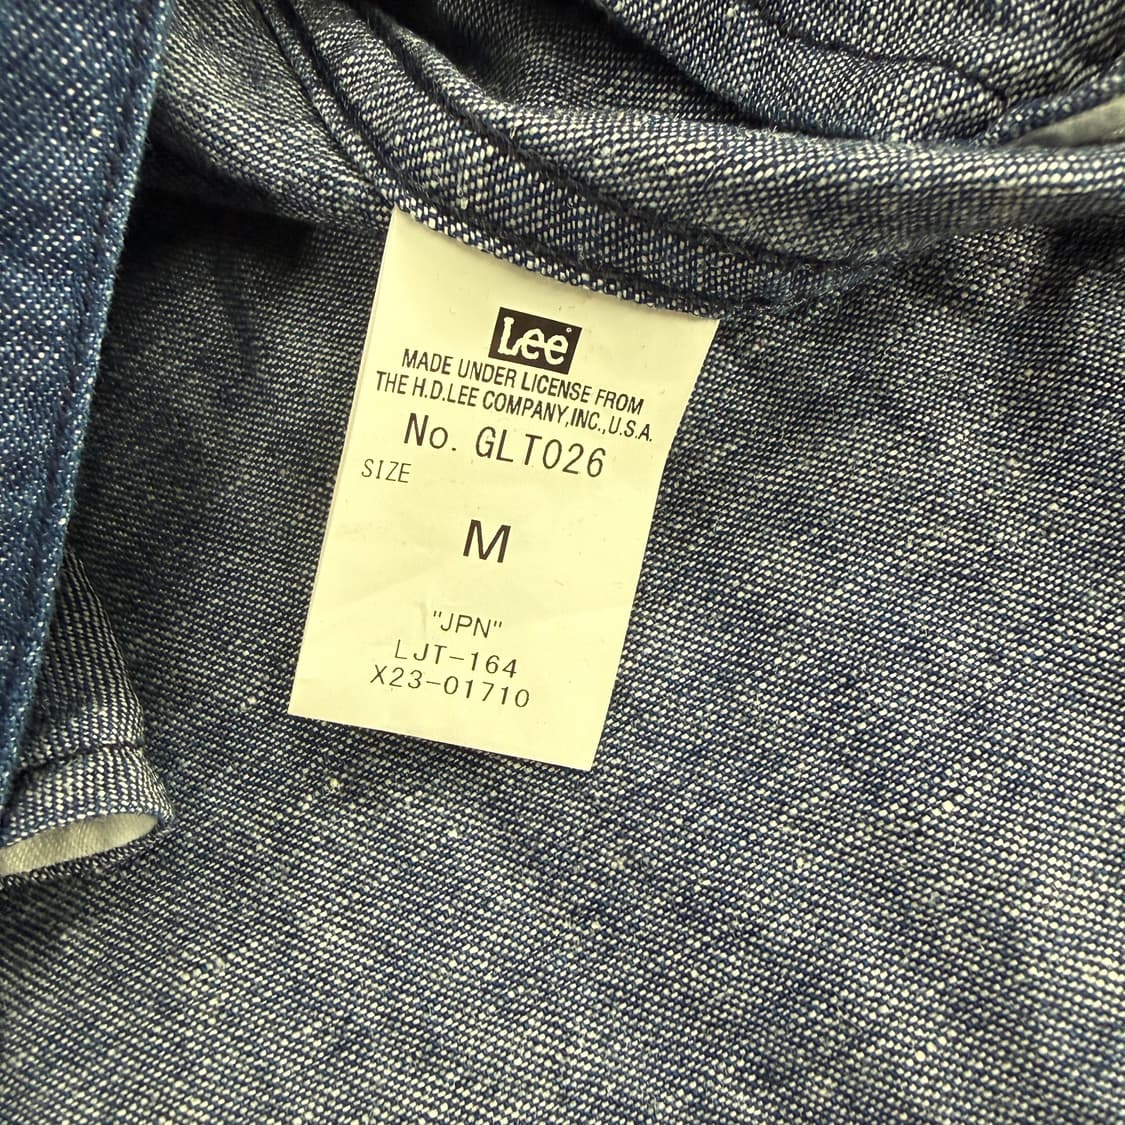 Lee®
MADE UNDER LICENSE FROM
THE H.D.LEE COMPANY,INC.,U.S.A.
No. GLT026
SIZE
M
"JPN"
LJT-164
X23-01710